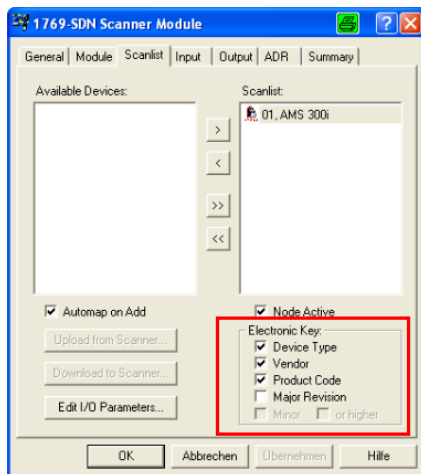 1769-SDN Scanner Module
General Module Scanlist Input Output ADR Summary
Available Devices:
Scanlist:
01, AMS 300i
>
<
>>
<<
Automap on Add
Node Active
Upload from Scanner...
Download to Scanner...
Edit I/O Parameters...
Electronic Key:
Device Type
Vendor
Product Code
Major Revision
Minor or higher
OK Abbrechen Übernehmen Hilfe